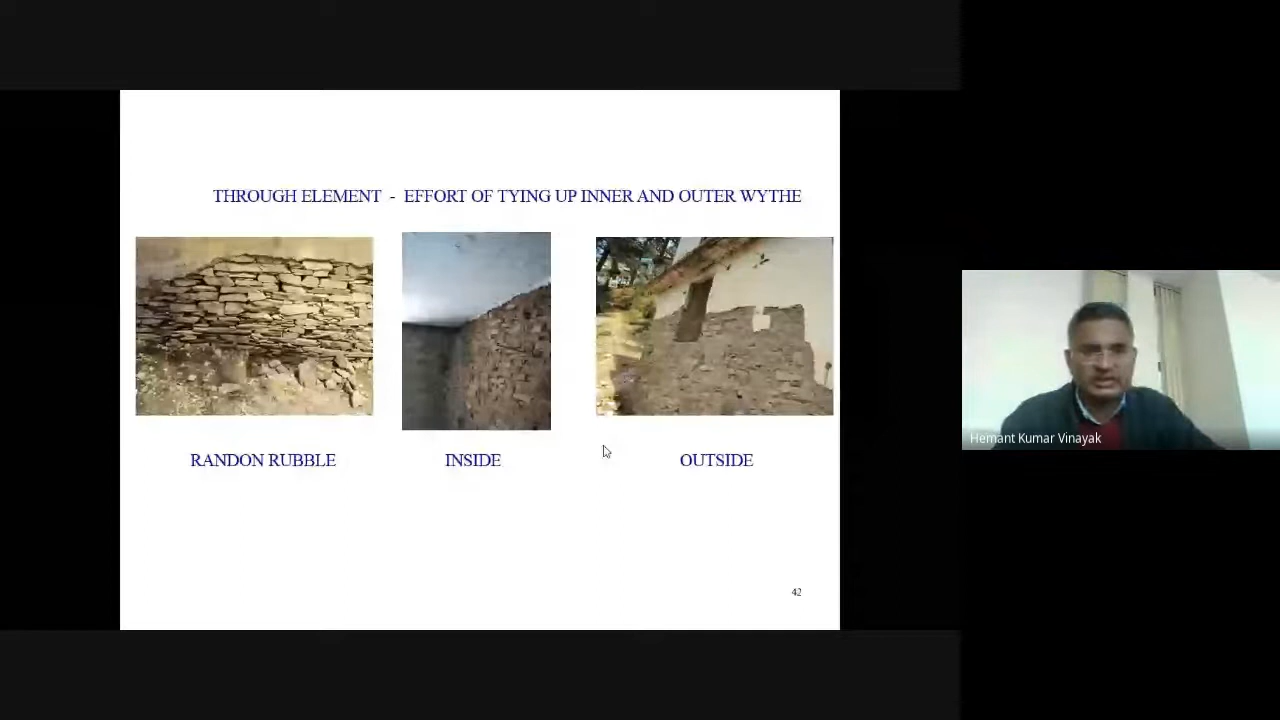 THROUGH ELEMENT - EFFORT OF TYING UP INNER AND OUTER WYTHE
RANDON RUBBLE
INSIDE
OUTSIDE
42
Hemant Kumar Vinayak